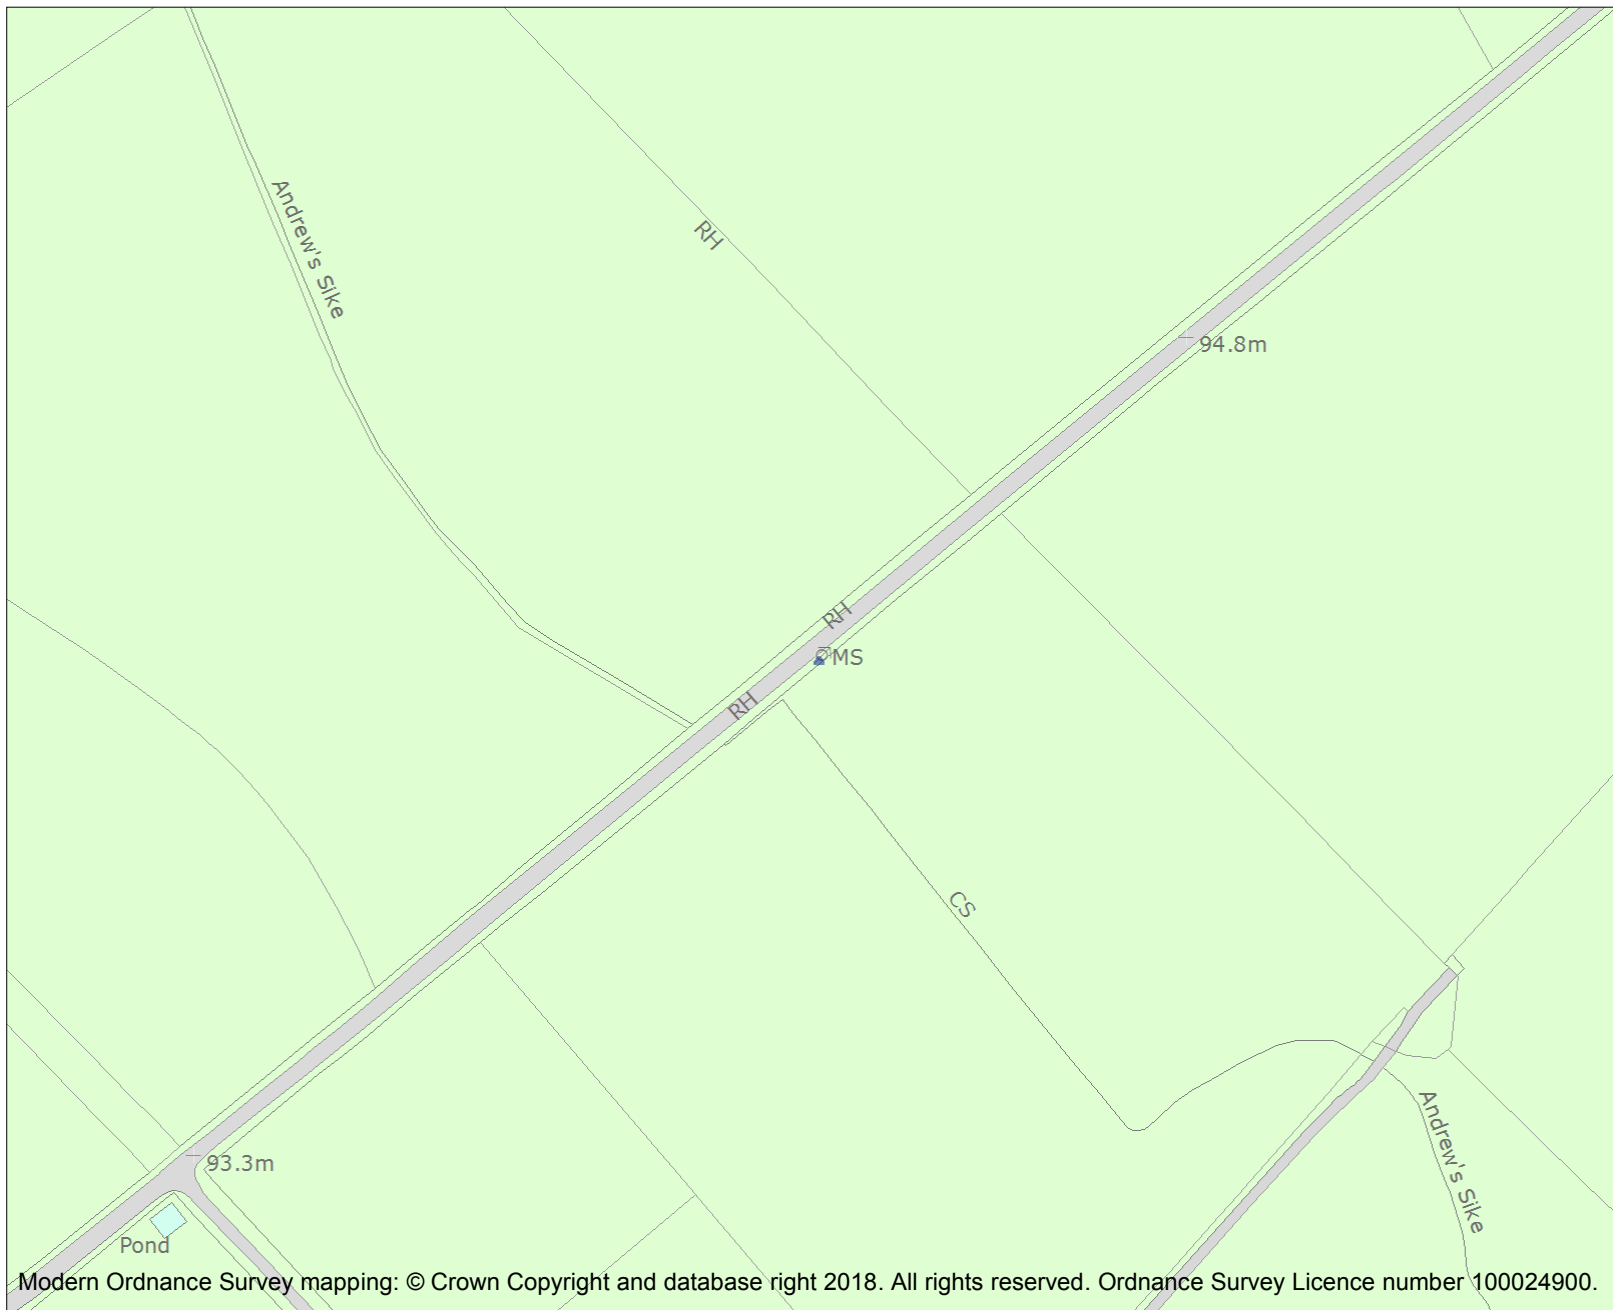 Andrew's Sike
RH
94.8m
RH
MS
RH
CS
Andrew's Sike
93.3m
Pond
Modern Ordnance Survey mapping: © Crown Copyright and database right 2018. All rights reserved. Ordnance Survey Licence number 100024900.